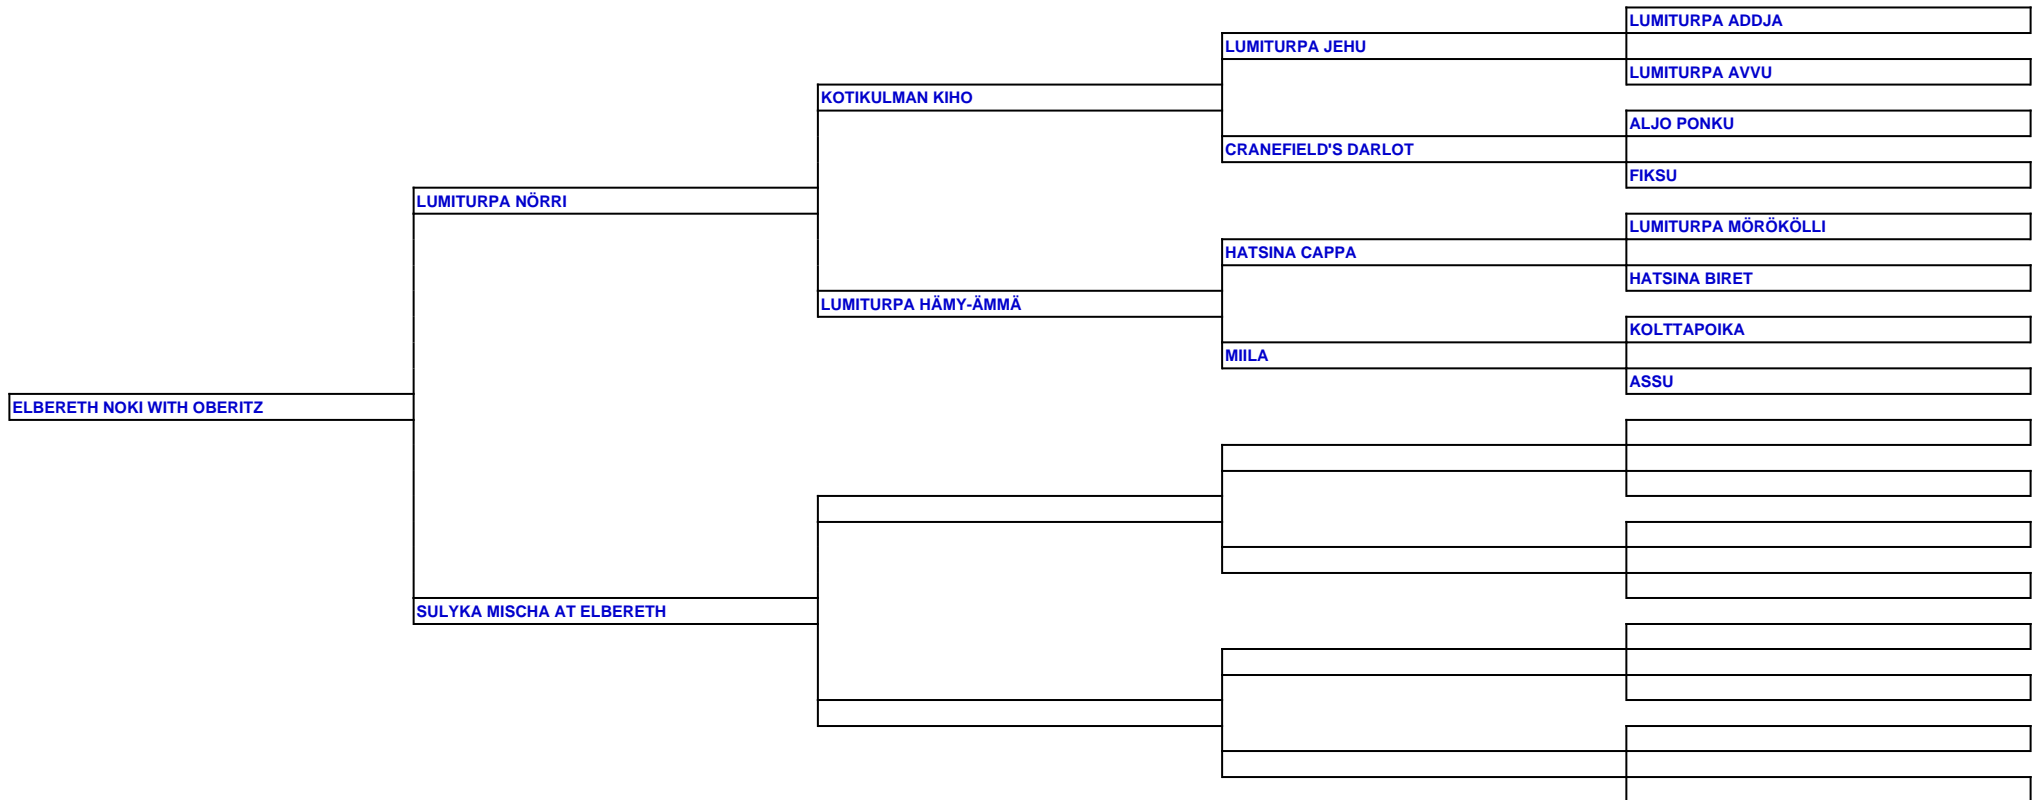 LUMITURPA ADDJA
LUMITURPA JEHU
LUMITURPA AVVU
KOTIKULMAN KIHO
ALJO PONKU
CRANEFIELD'S DARLOT
FIKSU
LUMITURPA NÖRRI
LUMITURPA MÖRÖKÖLLI
HATSINA CAPPA
HATSINA BIRET
LUMITURPA HÄMY-ÄMMÄ
KOLTTAPOIKA
MIILA
ASSU
ELBERETH NOKI WITH OBERITZ
SULYKA MISCHA AT ELBERETH